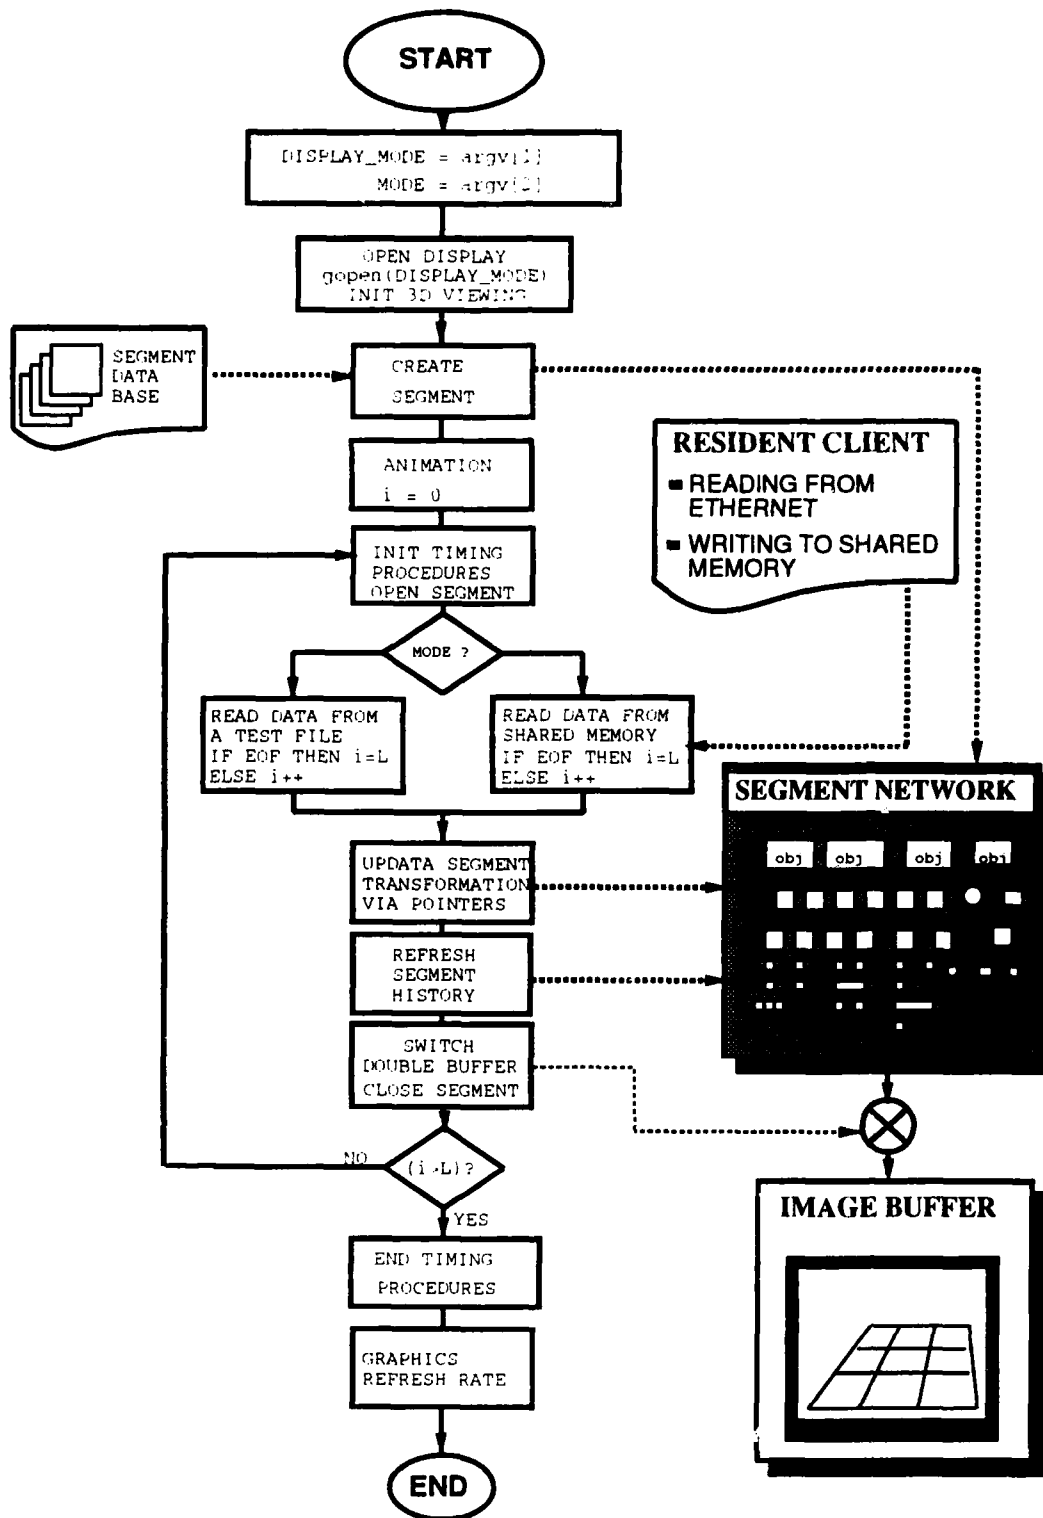 START
DISPLAY_MODE = argv(1)
MODE = argv(2)
OPEN DISPLAY
gopen(DISPLAY_MODE)
INIT 3D VIEWING
SEGMENT
DATA
BASE
CREATE
SEGMENT
ANIMATION
i = 0
RESIDENT CLIENT
READING FROM
ETHERNET
WRITING TO SHARED
MEMORY
INIT TIMING
PROCEDURES
OPEN SEGMENT
MODE ?
READ DATA FROM
A TEST FILE
IF EOF THEN i=L
ELSE i++
READ DATA FROM
SHARED MEMORY
IF EOF THEN i=L
ELSE i++
SEGMENT NETWORK
obj obj obj obj
UPDATA SEGMENT
TRANSFORMATION
VIA POINTERS
REFRESH
SEGMENT
HISTORY
SWITCH
DOUBLE BUFFER
CLOSE SEGMENT
NO
(i>L)?
YES
IMAGE BUFFER
END TIMING
PROCEDURES
GRAPHICS
REFRESH RATE
END